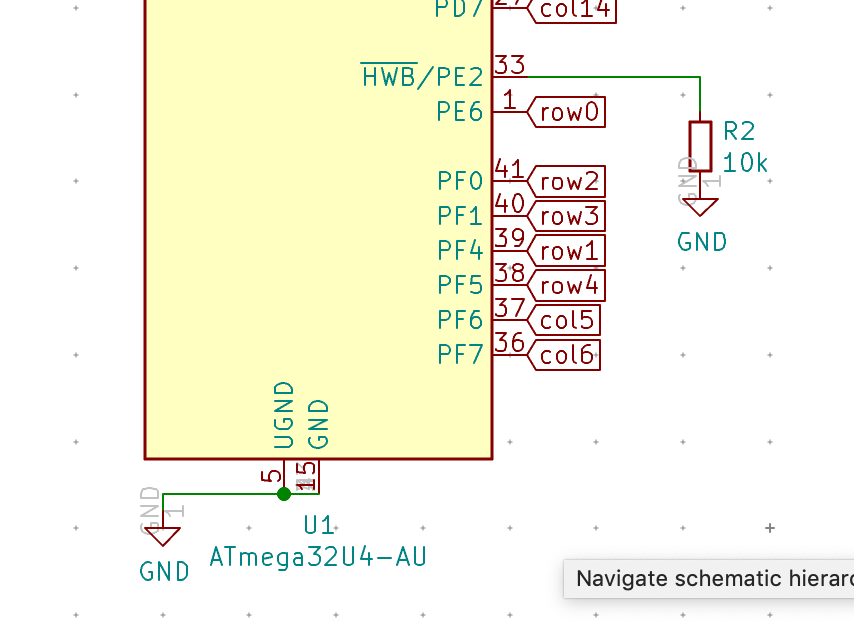 PD7 27 col14
HWB/PE2 33
PE6 1 row0
R2
10k
GND 1
GND
PF0 41 row2
PF1 40 row3
PF4 39 row1
PF5 38 row4
PF6 37 col5
PF7 36 col6
UGND GND
5 15
GND 1
GND
U1
ATmega32U4-AU
Navigate schematic hierarc